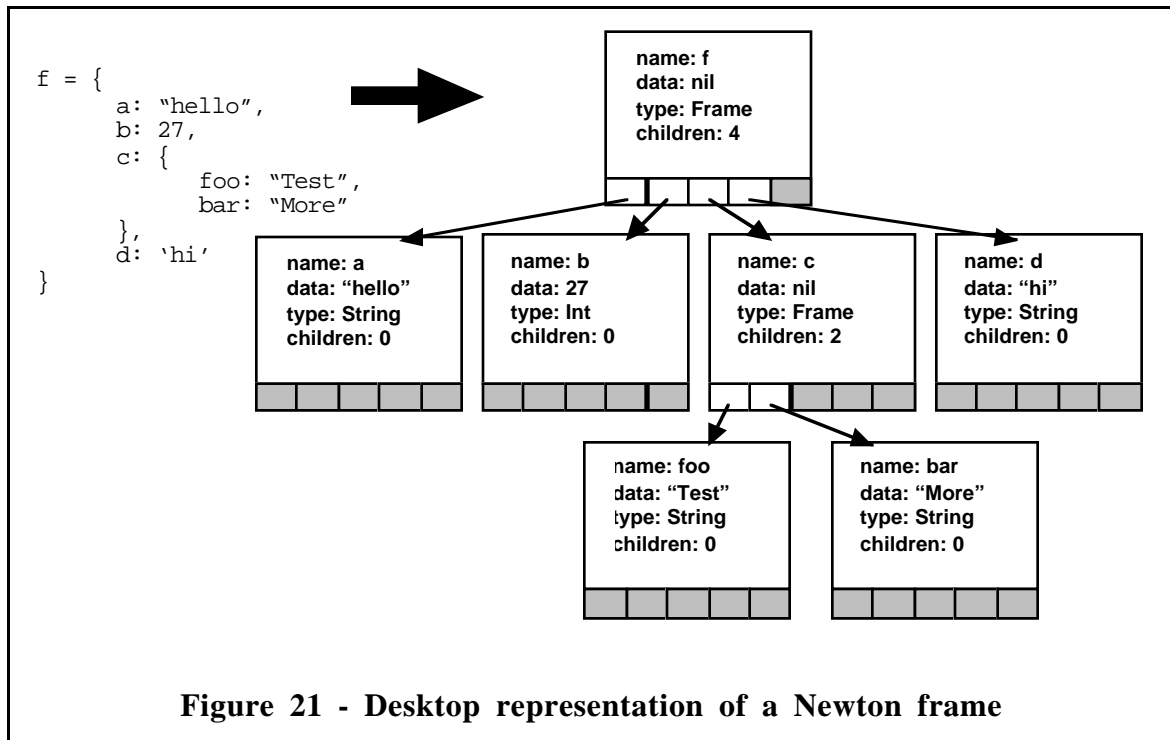 f = {
a: “hello”,
b: 27,
c: {
foo: “Test”,
bar: “More”
},
d: ‘hi’
}
name: f
data: nil
type: Frame
children: 4
name: a
data: “hello”
type: String
children: 0
name: b
data: 27
type: Int
children: 0
name: c
data: nil
type: Frame
children: 2
name: d
data: “hi”
type: String
children: 0
name: foo
data: “Test”
type: String
children: 0
name: bar
data: “More”
type: String
children: 0
Figure 21 - Desktop representation of a Newton frame